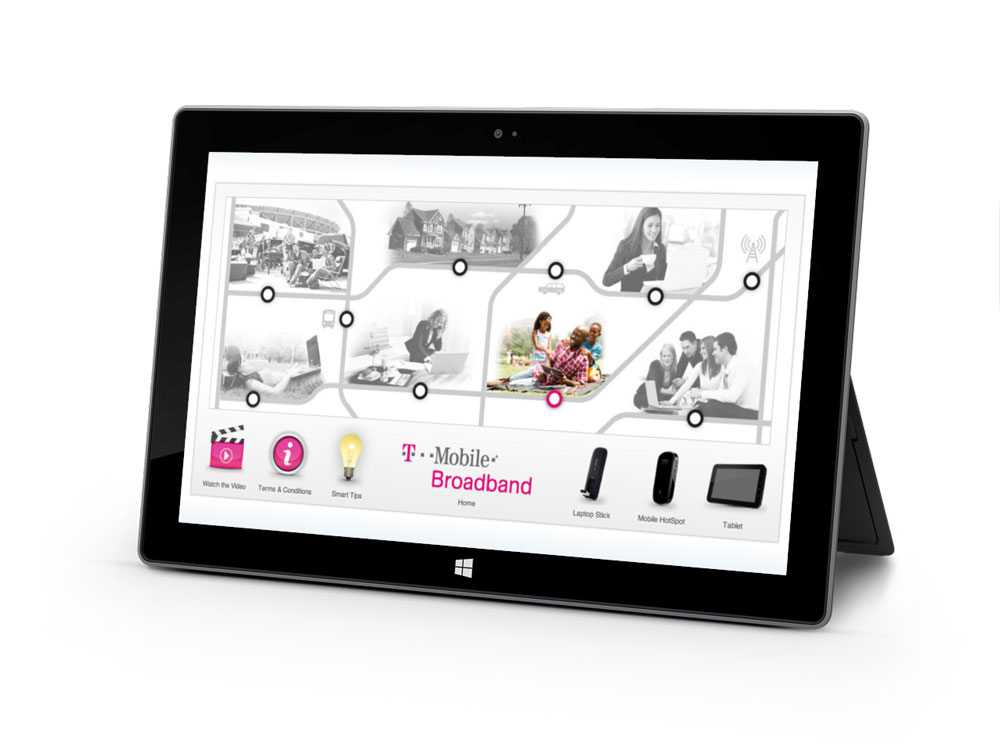 Watch the Video
Terms & Conditions
Smart Tips
T··Mobile·
Broadband
Home
Laptop Stick
Mobile HotSpot
Tablet